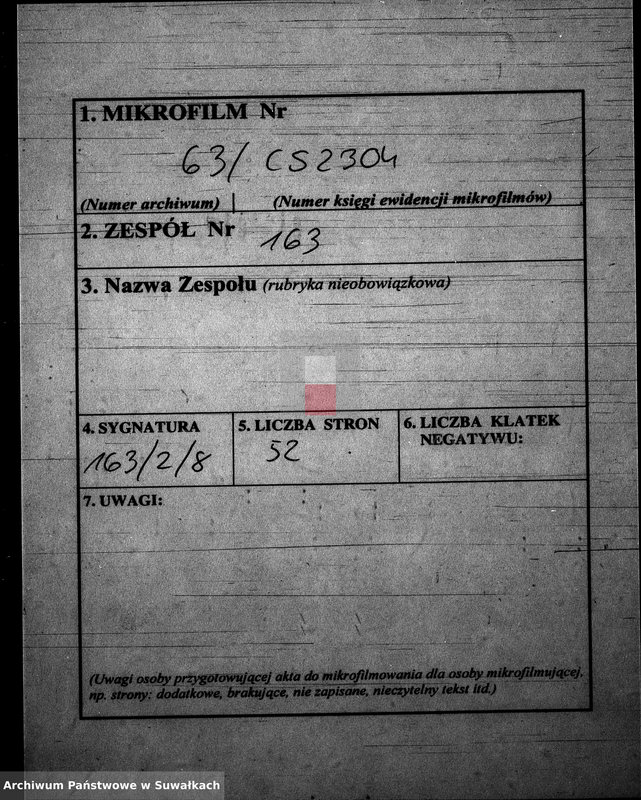 1. MIKROFILM Nr
63/ CS2304
(Numer archiwum) (Numer księgi ewidencji mikrofilmów)
2. ZESPÓŁ Nr 163
3. Nazwa Zespołu (rubryka nieobowiązkowa)
4. SYGNATURA
163/2/8
5. LICZBA STRON
52
6. LICZBA KLATEK
NEGATYWU:
7. UWAGI:
(Uwagi osoby przygotowującej akta do mikrofilmowania dla osoby mikrofilmującej,
np. strony: dodatkowe, brakujące, nie zapisane, nieczytelny tekst itd.)
Archiwum Państwowe w Suwałkach